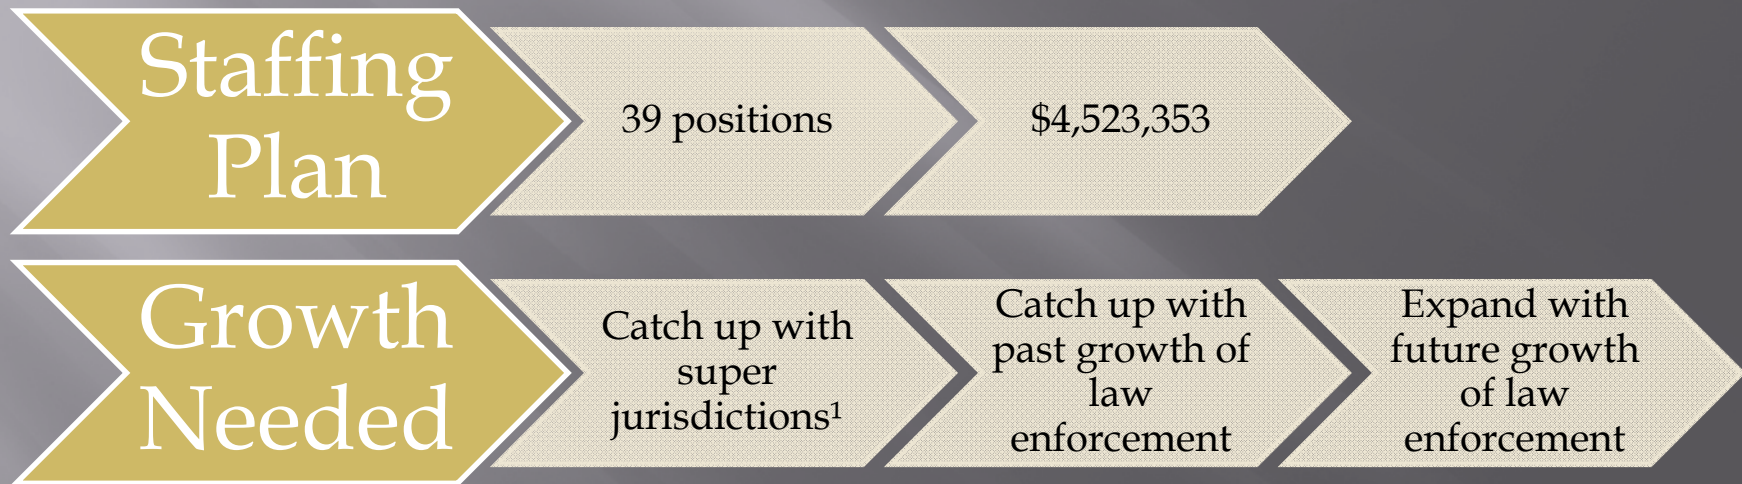 Staffing
Plan
39 positions
$4,523,353
Growth
Needed
Catch up with
super
jurisdictions¹
Catch up with
past growth of
law
enforcement
Expand with
future growth
of law
enforcement